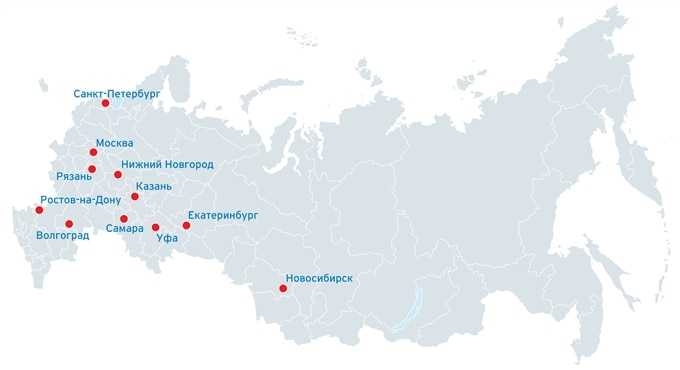 Санкт-Петербург
Москва
Нижний Новгород
Рязань
Казань
Ростов-на-Дону
Екатеринбург
Самара
Волгоград
Уфа
Новосибирск